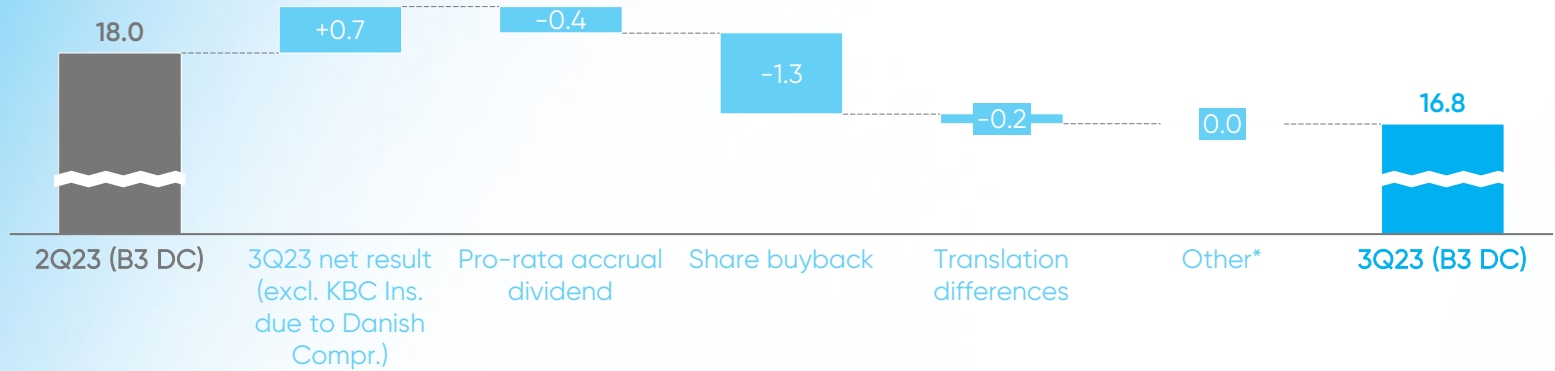 18.0
+0.7
-0.4
-1.3
-0.2
0.0
16.8
2Q23 (B3 DC)
3Q23 net result
(excl. KBC Ins.
due to Danish
Compr.)
Pro-rata accrual
dividend
Share buyback
Translation
differences
Other*
3Q23 (B3 DC)